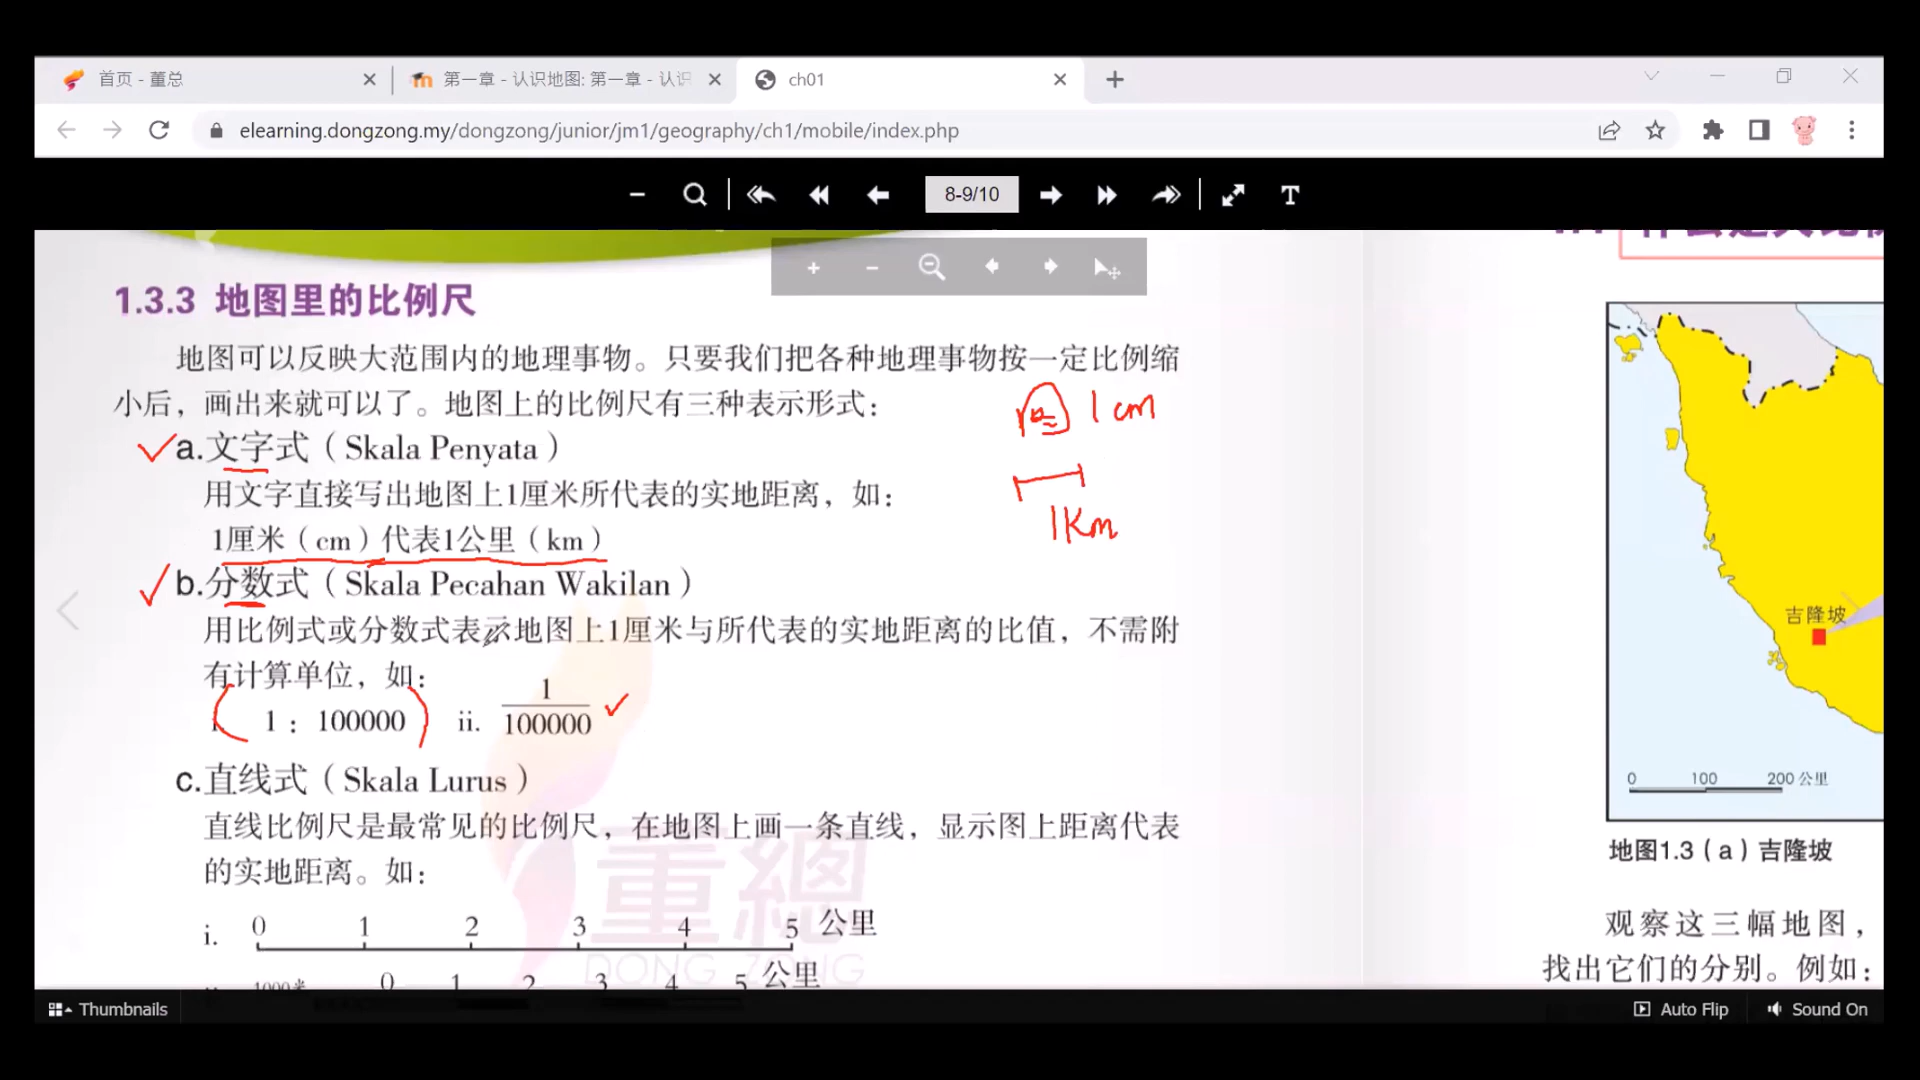 首页 - 董总
第一章 - 认识地图: 第一章 - 认识
ch01
elearning.dongzong.my/dongzong/junior/jm1/geography/ch1/mobile/index.php
8-9/10
1.3.3 地图里的比例尺
地图可以反映大范围内的地理事物。只要我们把各种地理事物按一定比例缩
小后，画出来就可以了。地图上的比例尺有三种表示形式：
1 cm
a.文字式（Skala Penyata）
用文字直接写出地图上1厘米所代表的实地距离，如：
1厘米（cm）代表1公里（km）
1Km
b.分数式（Skala Pecahan Wakilan）
用比例式或分数式表示地图上1厘米与所代表的实地距离的比值，不需附
有计算单位，如：
1 : 100000 ii. 1/100000
c.直线式（Skala Lurus）
直线比例尺是最常见的比例尺，在地图上画一条直线，显示图上距离代表
的实地距离。如：
i. 0 1 2 3 4 5 公里
0 1 2 3 4 5 公里
董總
DONG ZONG
吉隆坡
0 100 200 公里
地图1.3（a）吉隆坡
观察这三幅地图，
找出它们的分别。例如：
Thumbnails
Auto Flip
Sound On